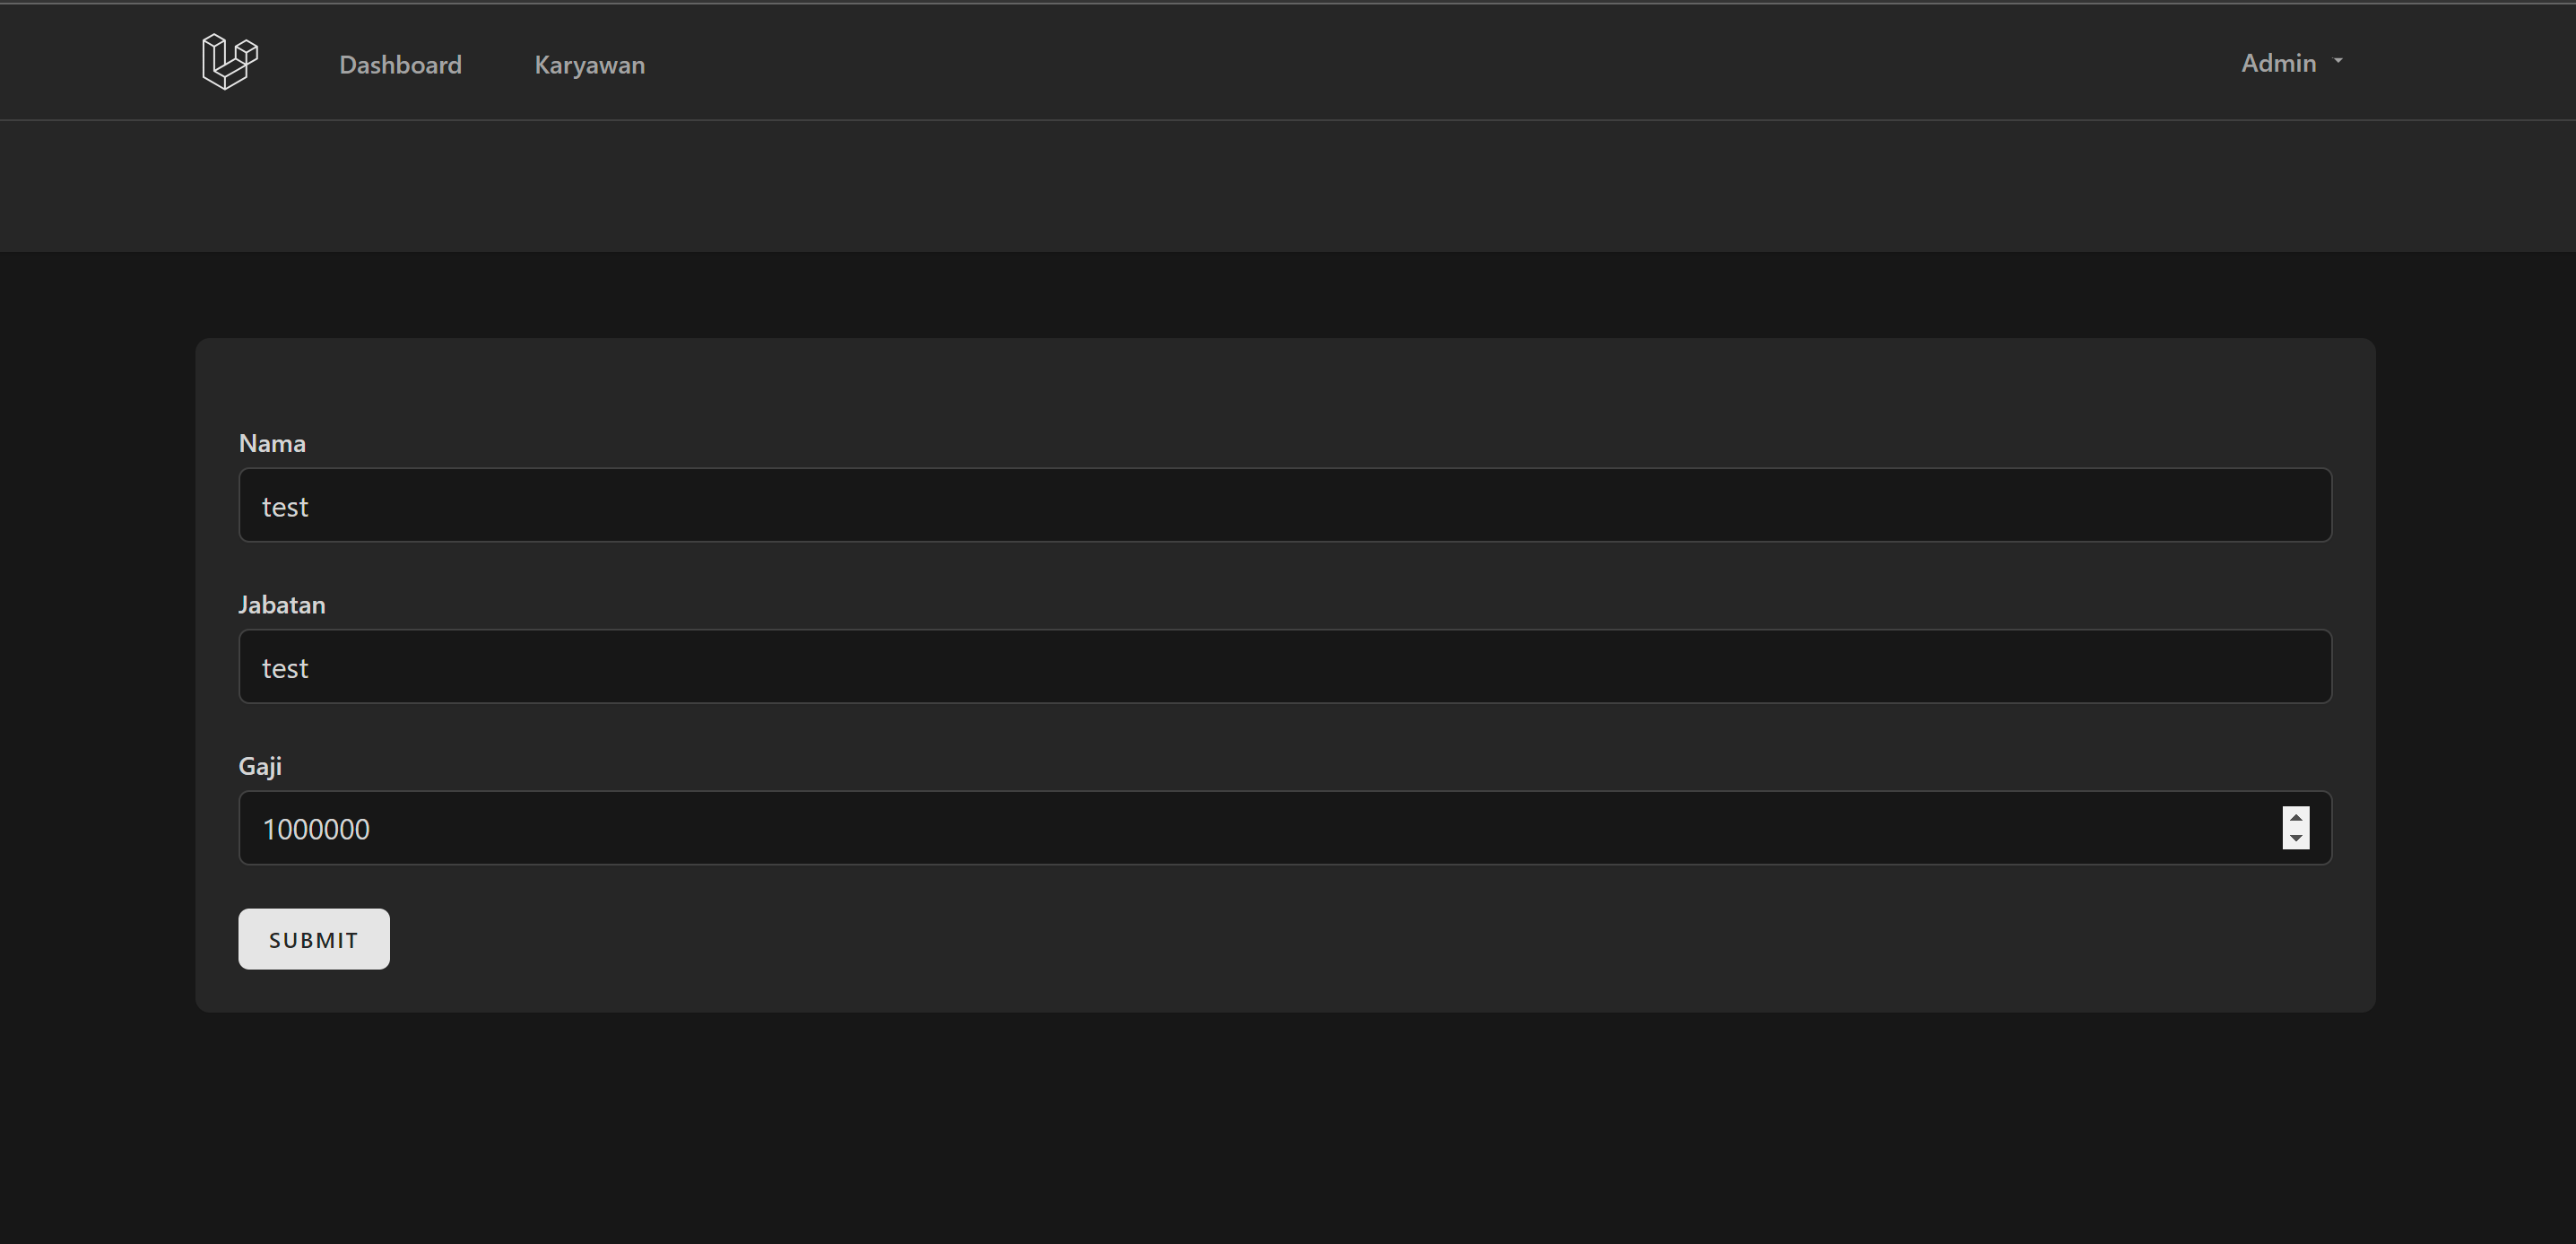 Dashboard Karyawan Admin
Nama
test
Jabatan
test
Gaji
1000000
SUBMIT